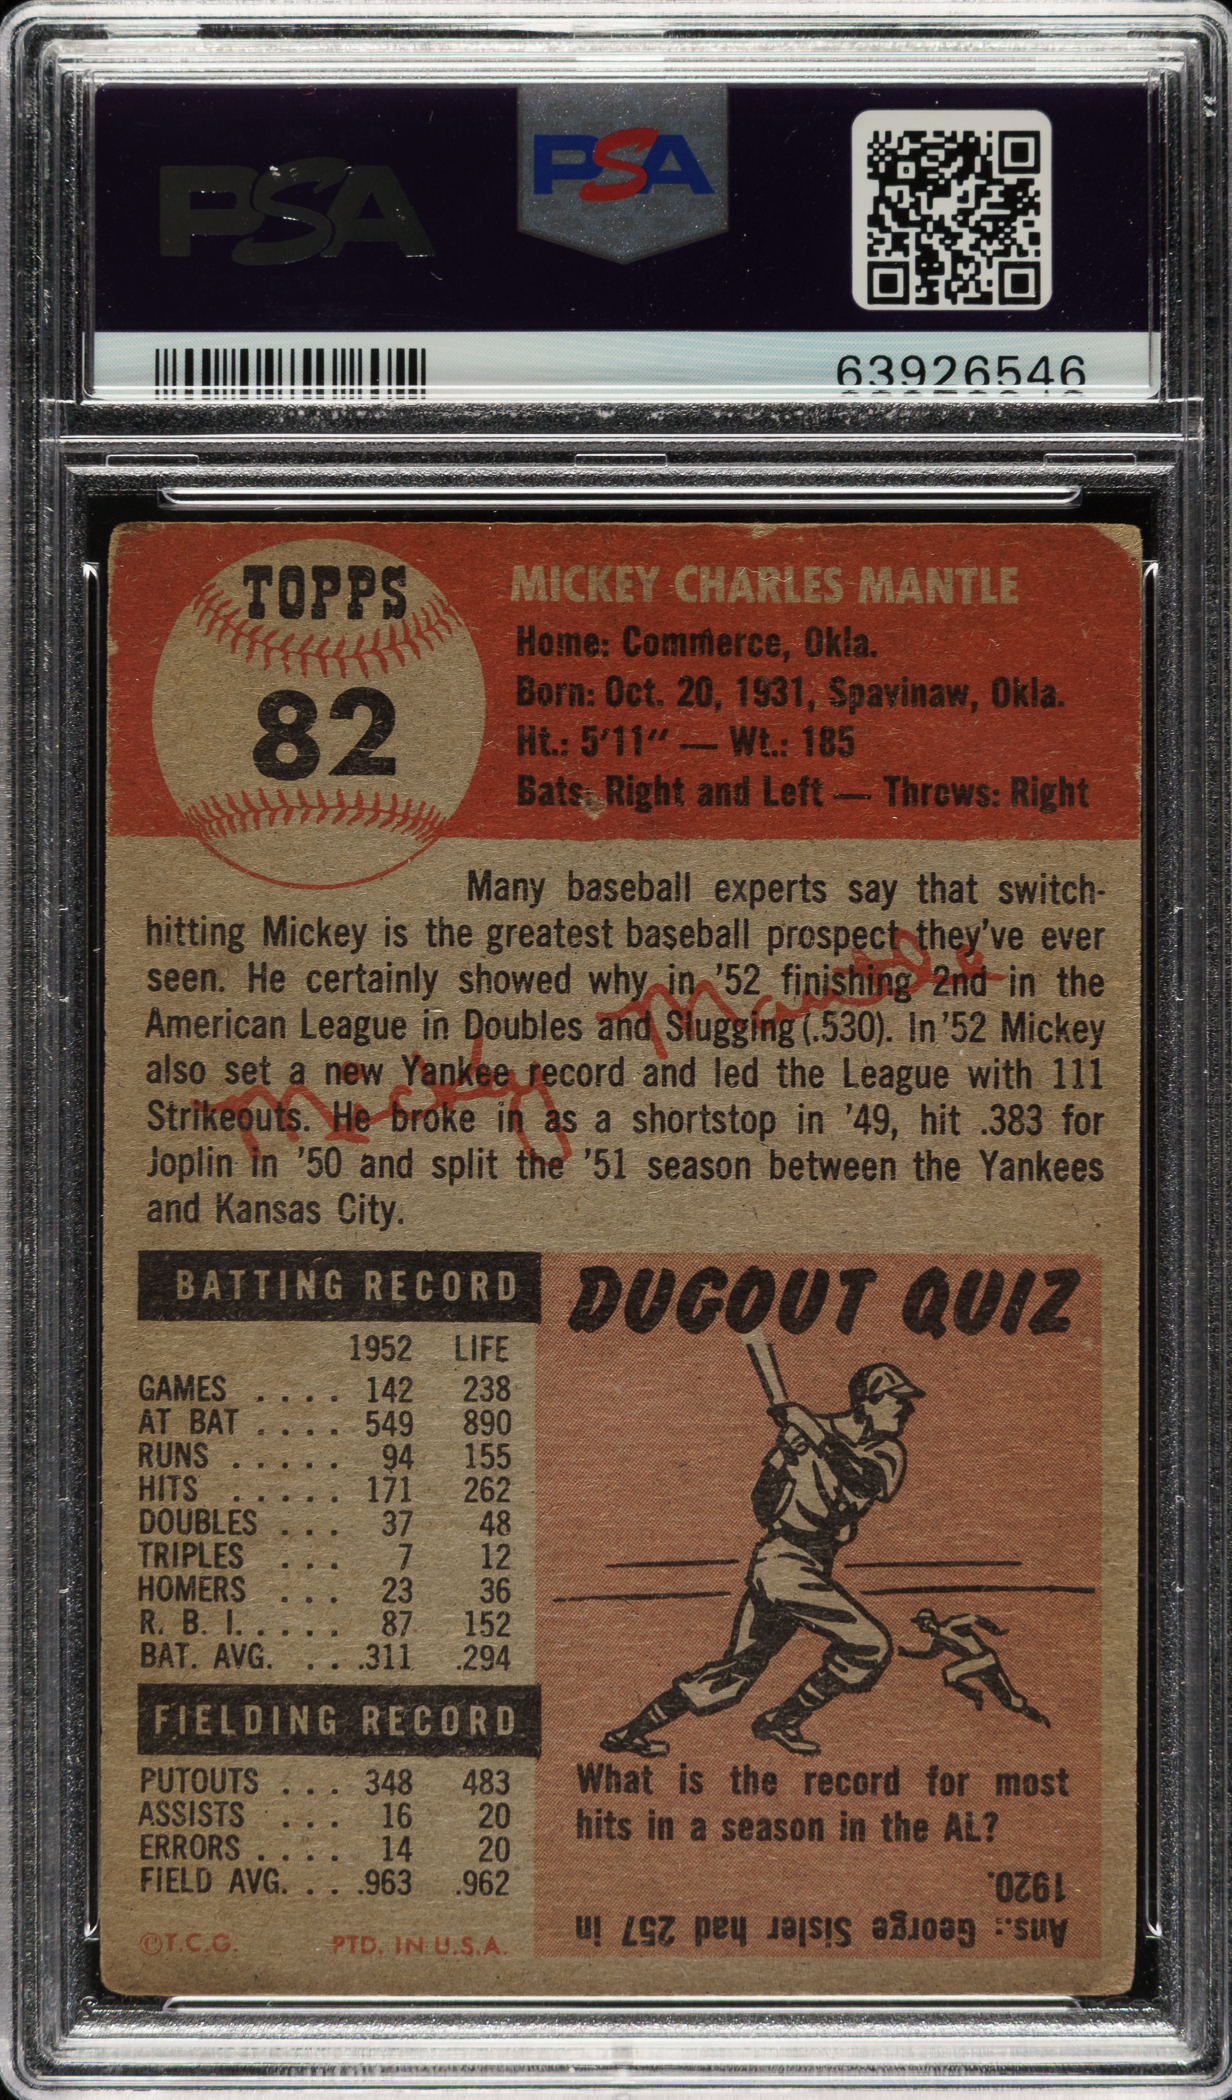 PSA
PSA
63926546
TOPPS
82
MICKEY CHARLES MANTLE
Home: Commerce, Okla.
Born: Oct. 20, 1931, Spavinaw, Okla.
Ht.: 5'11" — Wt.: 185
Bats: Right and Left — Throws: Right
Many baseball experts say that switch-
hitting Mickey is the greatest baseball prospect they've ever
seen. He certainly showed why in '52 finishing 2nd in the
American League in Doubles and Slugging (.530). In '52 Mickey
also set a new Yankee record and led the League with 111
Strikeouts. He broke in as a shortstop in '49, hit .383 for
Joplin in '50 and split the '51 season between the Yankees
and Kansas City.
Mickey Mantle
BATTING RECORD
1952 LIFE
GAMES .... 142 238
AT BAT .... 549 890
RUNS ..... 94 155
HITS ..... 171 262
DOUBLES ... 37 48
TRIPLES ... 7 12
HOMERS ... 23 36
R. B. I. .... 87 152
BAT. AVG. ... .311 .294
FIELDING RECORD
PUTOUTS ... 348 483
ASSISTS ... 16 20
ERRORS .... 14 20
FIELD AVG. ... .963 .962
©T.C.G. PTD. IN U.S.A.
DUGOUT QUIZ
What is the record for most
hits in a season in the AL?
Ans.: George Sisler had 257 in
1920.